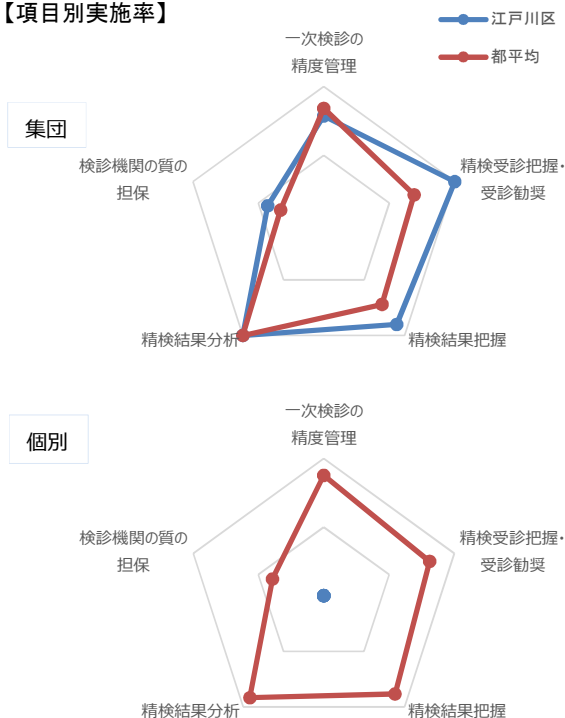 【項目別実施率】
江戸川区
都平均
集団
一次検診の
精度管理
精検受診把握・
受診勧奨
精検結果把握
精検結果分析
検診機関の質の
担保
個別
一次検診の
精度管理
精検受診把握・
受診勧奨
精検結果把握
精検結果分析
検診機関の質の
担保